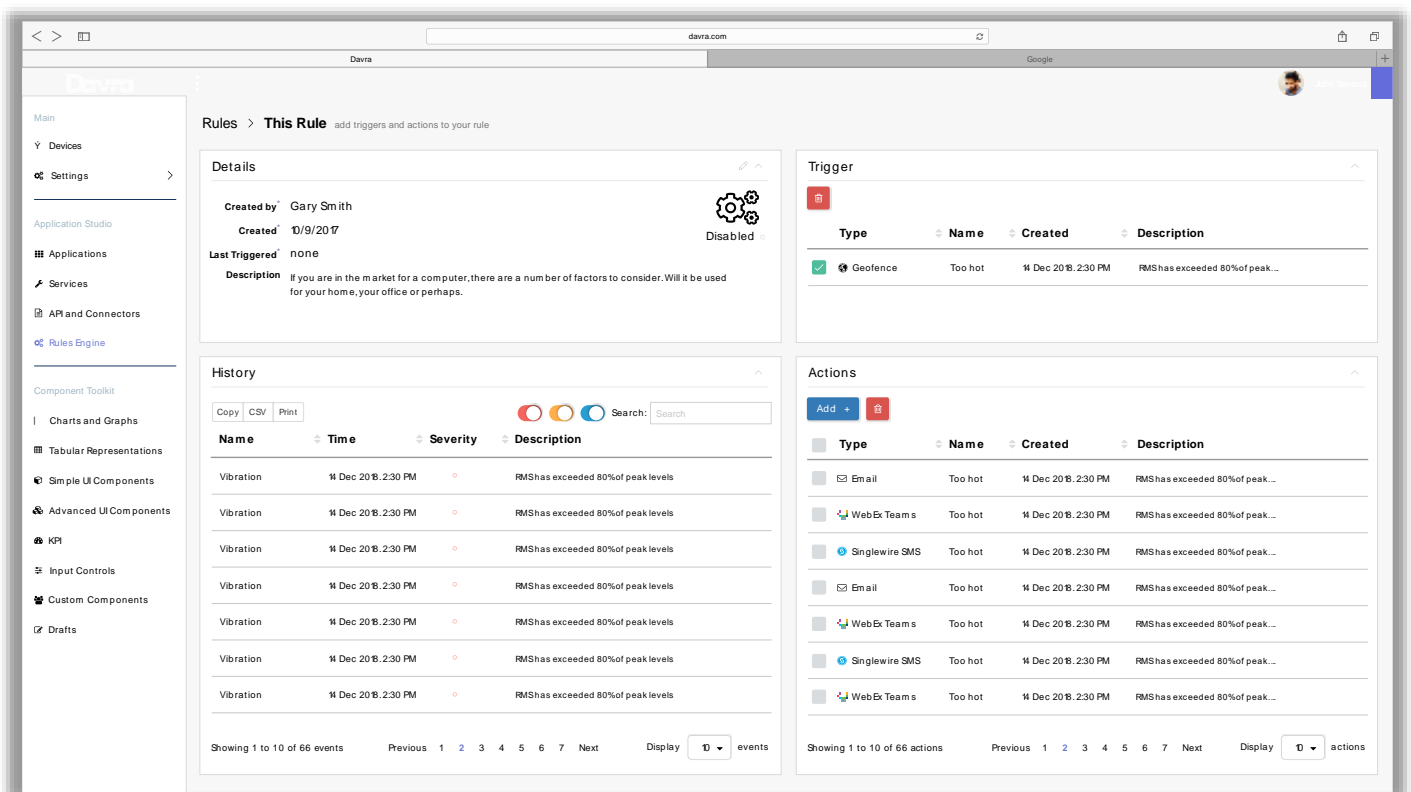 davra.com
Davra
Google
Davra
Main
Devices
Settings
Application Studio
Applications
Services
API and Connectors
Rules Engine
Component Toolkit
Charts and Graphs
Tabular Representations
Simple UI Components
Advanced UI Components
KPI
Input Controls
Custom Components
Drafts
Rules > This Rule add triggers and actions to your rule
Details
Created by* Gary Smith
Created* 10/9/2017
Last Triggered* none
Description If you are in the market for a computer, there are a number of factors to consider. Will it be used
for your home, your office or perhaps.
Disabled
Trigger
Type Name Created Description
Geofence Too hot 14 Dec 2018. 2:30 PM RMS has exceeded 80% of peak...
History
Copy CSV Print Search: Search
Name Time Severity Description
Vibration 14 Dec 2018. 2:30 PM RMS has exceeded 80% of peak levels
Vibration 14 Dec 2018. 2:30 PM RMS has exceeded 80% of peak levels
Vibration 14 Dec 2018. 2:30 PM RMS has exceeded 80% of peak levels
Vibration 14 Dec 2018. 2:30 PM RMS has exceeded 80% of peak levels
Vibration 14 Dec 2018. 2:30 PM RMS has exceeded 80% of peak levels
Vibration 14 Dec 2018. 2:30 PM RMS has exceeded 80% of peak levels
Vibration 14 Dec 2018. 2:30 PM RMS has exceeded 80% of peak levels
Showing 1 to 10 of 66 events Previous 1 2 3 4 5 6 7 Next Display 10 events
Actions
Add +
Type Name Created Description
Email Too hot 14 Dec 2018. 2:30 PM RMS has exceeded 80% of peak....
WebEx Teams Too hot 14 Dec 2018. 2:30 PM RMS has exceeded 80% of peak....
Singlewire SMS Too hot 14 Dec 2018. 2:30 PM RMS has exceeded 80% of peak....
Email Too hot 14 Dec 2018. 2:30 PM RMS has exceeded 80% of peak....
WebEx Teams Too hot 14 Dec 2018. 2:30 PM RMS has exceeded 80% of peak....
Singlewire SMS Too hot 14 Dec 2018. 2:30 PM RMS has exceeded 80% of peak....
WebEx Teams Too hot 14 Dec 2018. 2:30 PM RMS has exceeded 80% of peak....
Showing 1 to 10 of 66 actions Previous 1 2 3 4 5 6 7 Next Display 10 actions